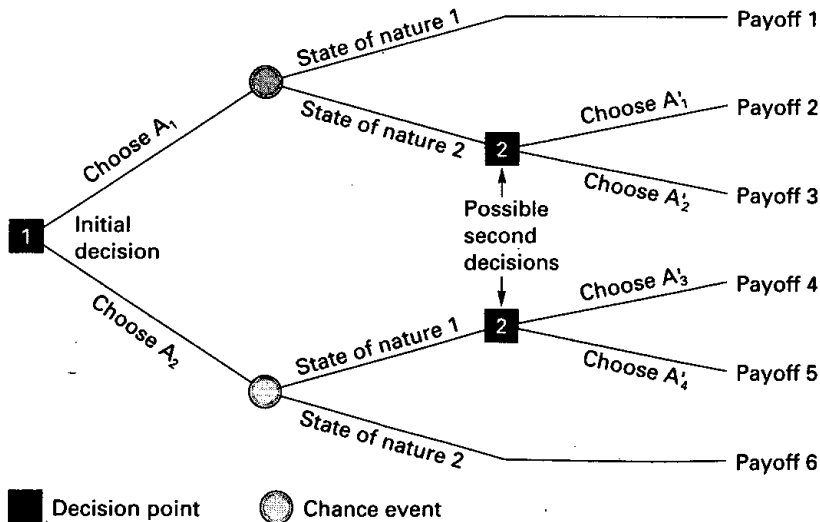 State of nature 1
Payoff 1
Choose A₁
State of nature 2
2
Choose A'₁
Payoff 2
Choose A'₂
Payoff 3
1
Initial
decision
Possible
second
decisions
Choose A₂
State of nature 1
2
Choose A'₃
Payoff 4
Choose A'₄
Payoff 5
State of nature 2
Payoff 6
Decision point
Chance event